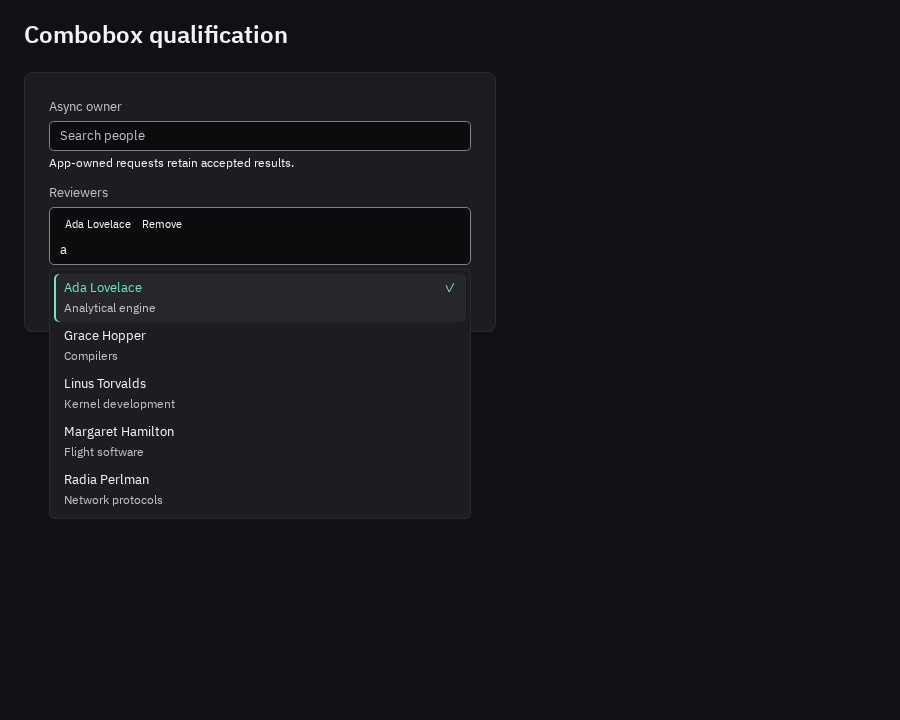 Combobox qualification
Async owner
Search people
App-owned requests retain accepted results.
Reviewers
Ada Lovelace Remove
a
Ada Lovelace ✓
Analytical engine
Grace Hopper
Compilers
Linus Torvalds
Kernel development
Margaret Hamilton
Flight software
Radia Perlman
Network protocols